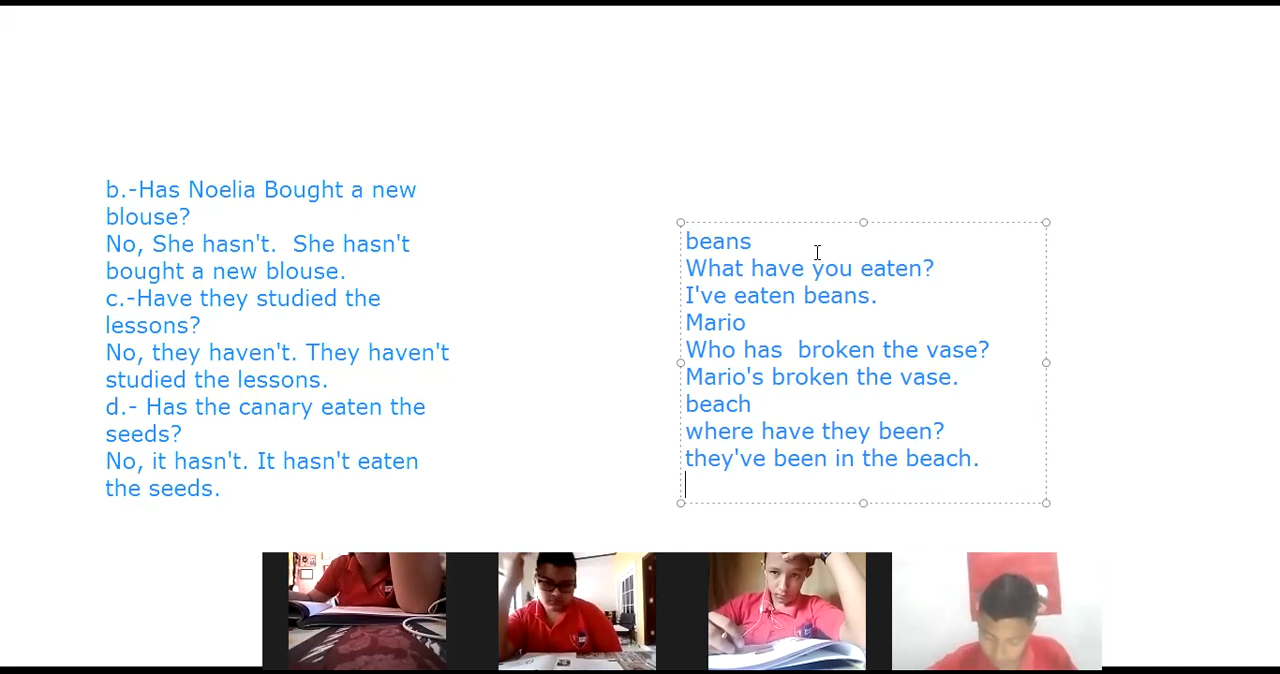 b.-Has Noelia Bought a new
blouse?
No, She hasn't.  She hasn't
bought a new blouse.
c.-Have they studied the
lessons?
No, they haven't. They haven't
studied the lessons.
d.- Has the canary eaten the
seeds?
No, it hasn't. It hasn't eaten
the seeds.
beans
What have you eaten?
I've eaten beans.
Mario
Who has  broken the vase?
Mario's broken the vase.
beach
where have they been?
they've been in the beach.